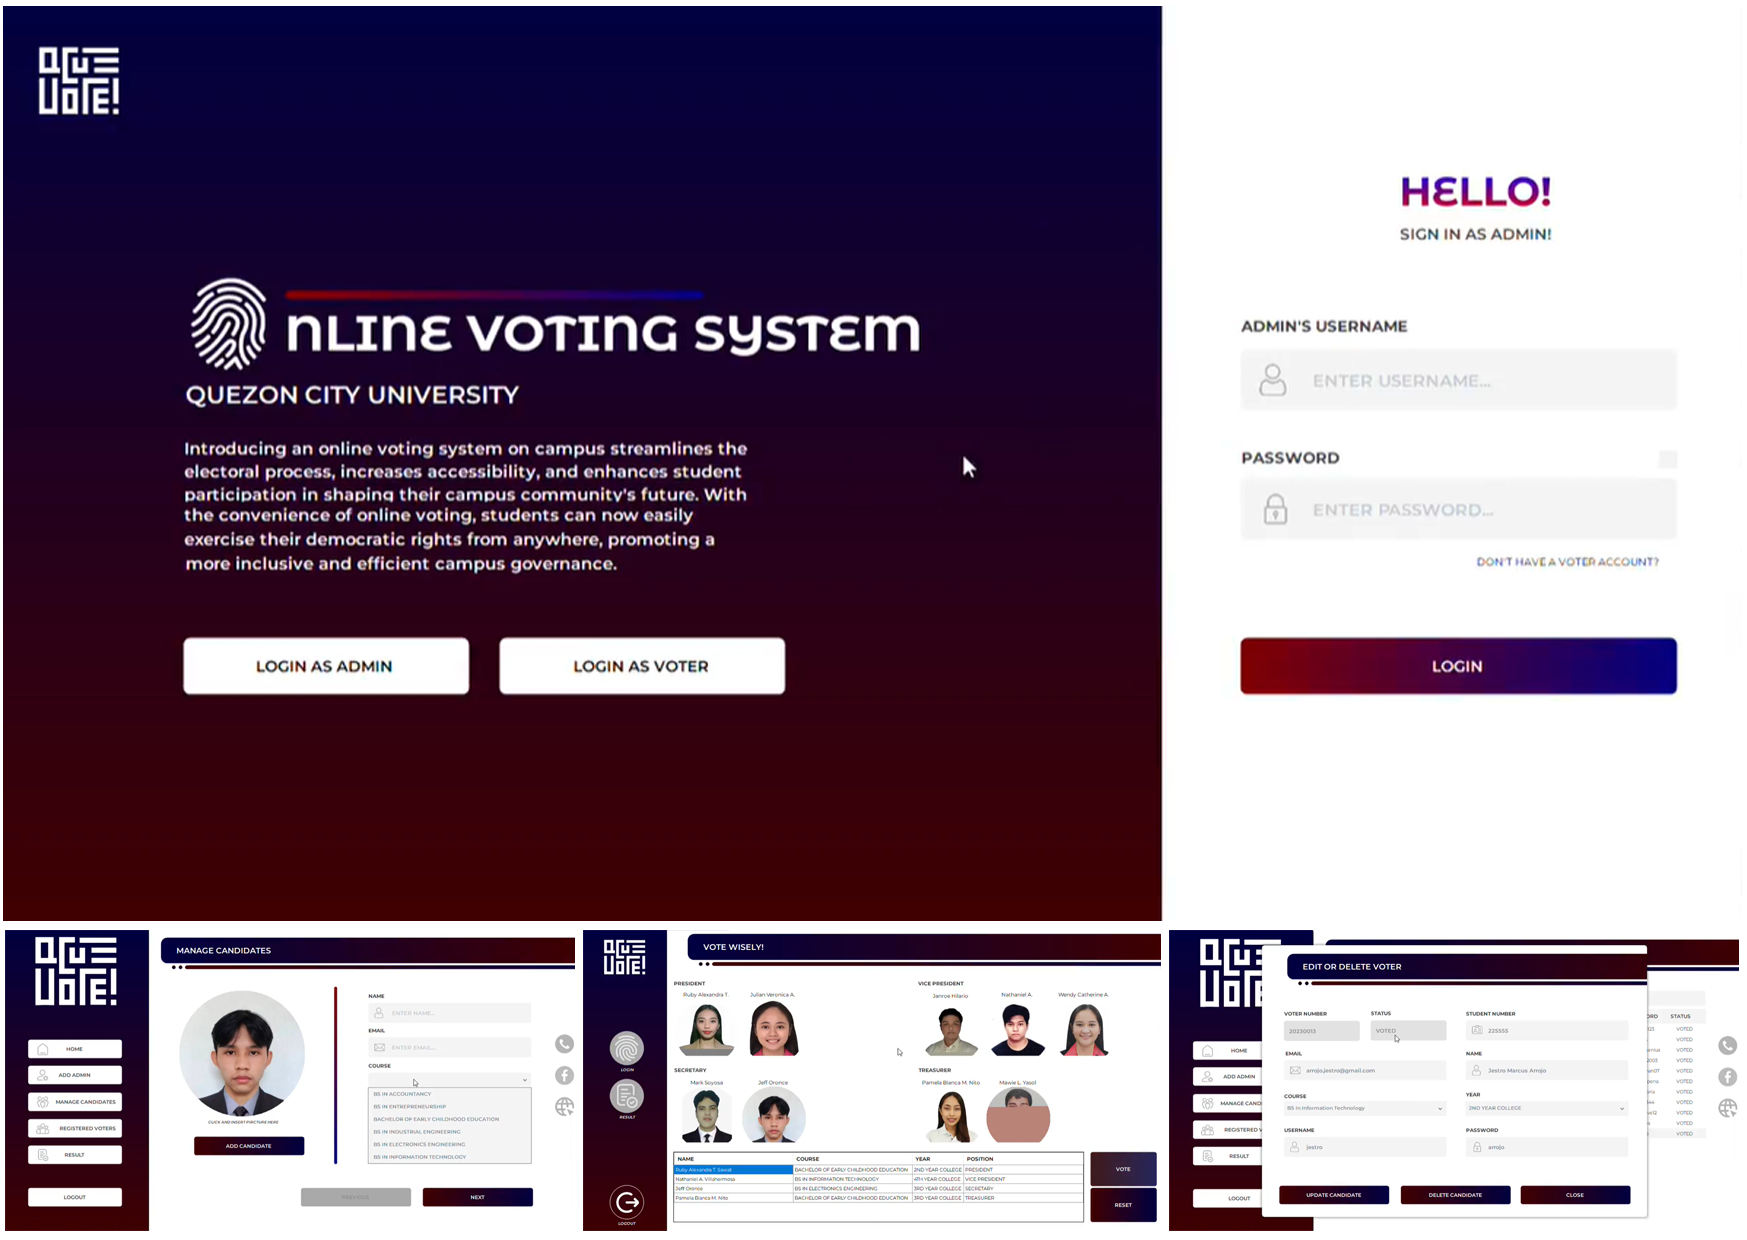 QCUE
VOTE!
NLINE VOTING SYSTEM
QUEZON CITY UNIVERSITY
Introducing an online voting system on campus streamlines the
electoral process, increases accessibility, and enhances student
participation in shaping their campus community's future. With
the convenience of online voting, students can now easily
exercise their democratic rights from anywhere, promoting a
more inclusive and efficient campus governance.
LOGIN AS ADMIN
LOGIN AS VOTER
HELLO!
SIGN IN AS ADMIN!
ADMIN'S USERNAME
ENTER USERNAME...
PASSWORD
ENTER PASSWORD...
DON'T HAVE A VOTER ACCOUNT?
LOGIN
QCUE
VOTE!
HOME
ADD ADMIN
MANAGE CANDIDATES
REGISTERED VOTERS
RESULT
LOGOUT
MANAGE CANDIDATES
CLICK AND INSERT PIRCTURE HERE
ADD CANDIDATE
NAME
ENTER NAME...
EMAIL
ENTER EMAIL...
COURSE
BS IN ACCOUNTANCY
BS IN ENTREPRENEURSHIP
BACHELOR OF EARLY CHILDHOOD EDUCATION
BS IN INDUSTRIAL ENGINEERING
BS IN ELECTRONICS ENGINEERING
BS IN INFORMATION TECHNOLOGY
PREVIOUS
NEXT
QCUE
VOTE!
LOGIN
RESULT
LOGOUT
VOTE WISELY!
PRESIDENT
Ruby Alexandra T.
Julian Veronica A.
VICE PRESIDENT
Janroe Hilario
Nathaniel A.
Wendy Catherine A.
SECRETARY
Mark Soyosa
Jeff Oronce
TREASURER
Pamela Bianca M. Nito
Mawie L. Yasol
NAME COURSE YEAR POSITION
Ruby Alexandra T. BACHELOR OF EARLY CHILDHOOD EDUCATION 2ND YEAR COLLEGE PRESIDENT
Nathaniel A. Villahermosa BS IN INFORMATION TECHNOLOGY 4TH YEAR COLLEGE VICE PRESIDENT
Jeff Oronce BS IN ELECTRONICS ENGINEERING 3RD YEAR COLLEGE SECRETARY
Pamela Bianca M. Nito BACHELOR OF EARLY CHILDHOOD EDUCATION 3RD YEAR COLLEGE TREASURER
VOTE
RESET
HOME
ADD ADMIN
MANAGE CAND
REGISTERED V
RESULT
LOGOUT
EDIT OR DELETE VOTER
VOTER NUMBER
20230013
STATUS
VOTED
STUDENT NUMBER
225555
EMAIL
arrojo.jestro@gmail.com
NAME
Jestro Marcus Arrojo
COURSE
BS in Information Technology
YEAR
2ND YEAR COLLEGE
USERNAME
jestro
PASSWORD
arrojo
UPDATE CANDIDATE
DELETE CANDIDATE
CLOSE
ORD STATUS
VOTED
VOTED
VOTED
VOTED
VOTED
VOTED
VOTED
VOTED
VOTED
VOTED
VOTED